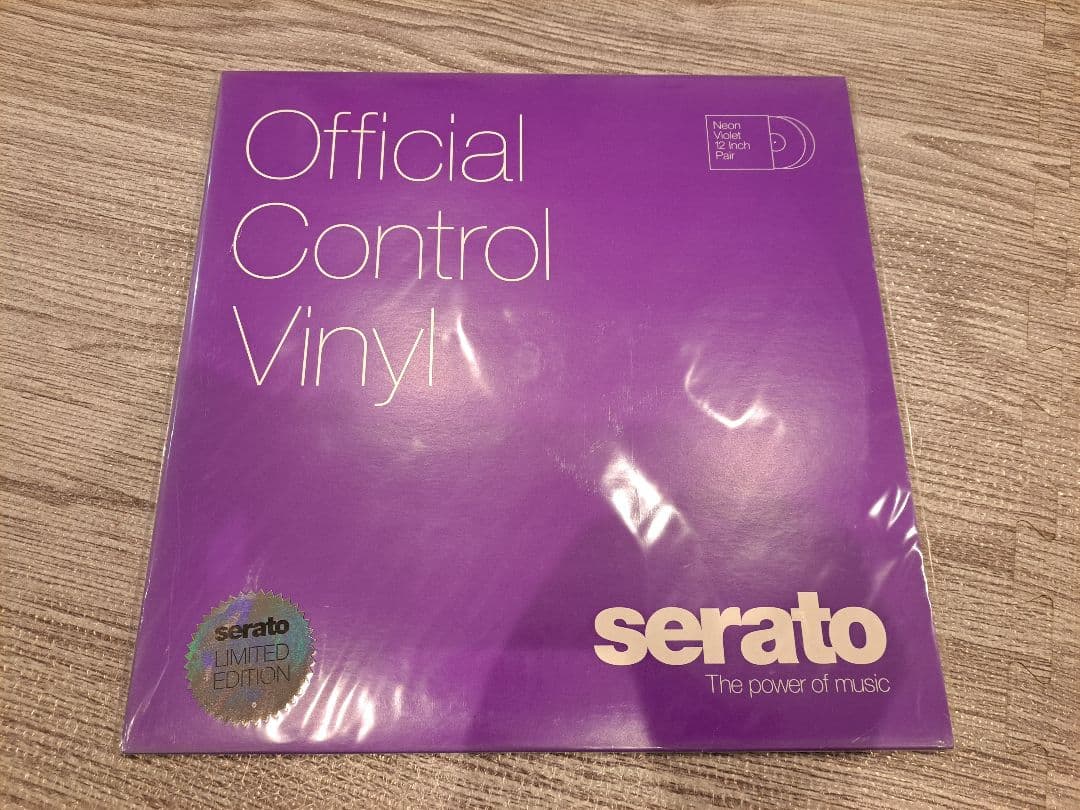 Official
Control
Vinyl
Neon
Violet
12 Inch
Pair
serato
LIMITED
EDITION
serato
The power of music